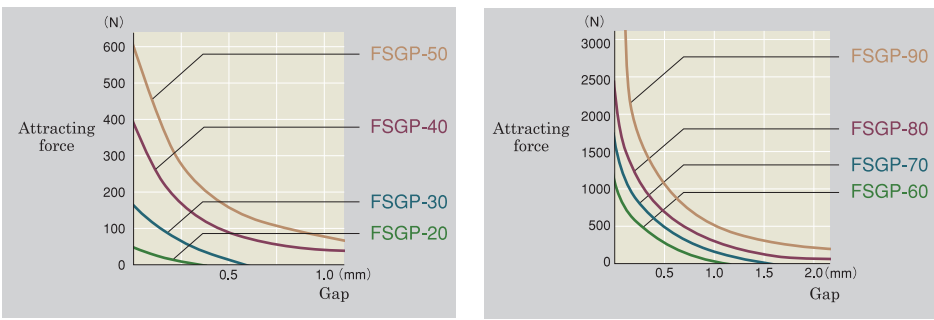 (N)
600
500
400
300
200
100
0
Attracting
force
FSGP-50
FSGP-40
FSGP-30
FSGP-20
0.5
1.0 (mm)
Gap
(N)
3000
2500
2000
1500
1000
500
0
Attracting
force
FSGP-90
FSGP-80
FSGP-70
FSGP-60
0.5
1.0
1.5
2.0 (mm)
Gap